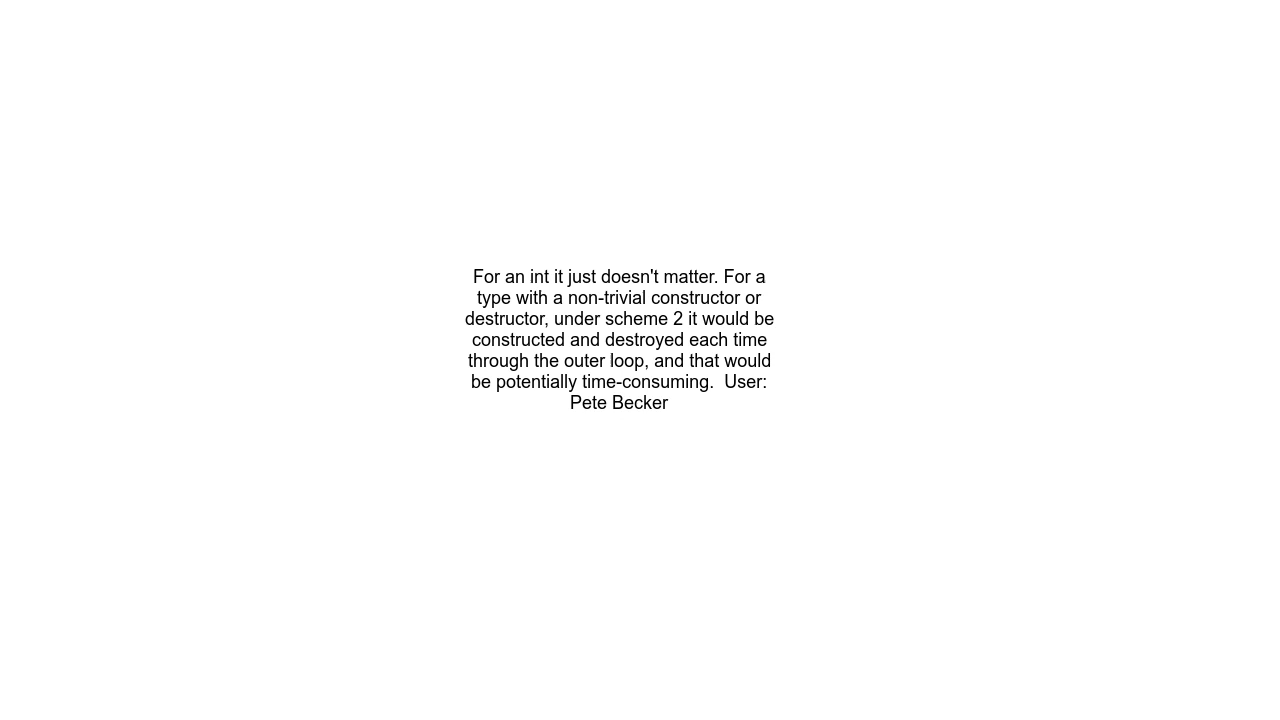 For an int it just doesn't matter. For a
type with a non-trivial constructor or
destructor, under scheme 2 it would be
constructed and destroyed each time
through the outer loop, and that would
be potentially time-consuming.  User:
Pete Becker